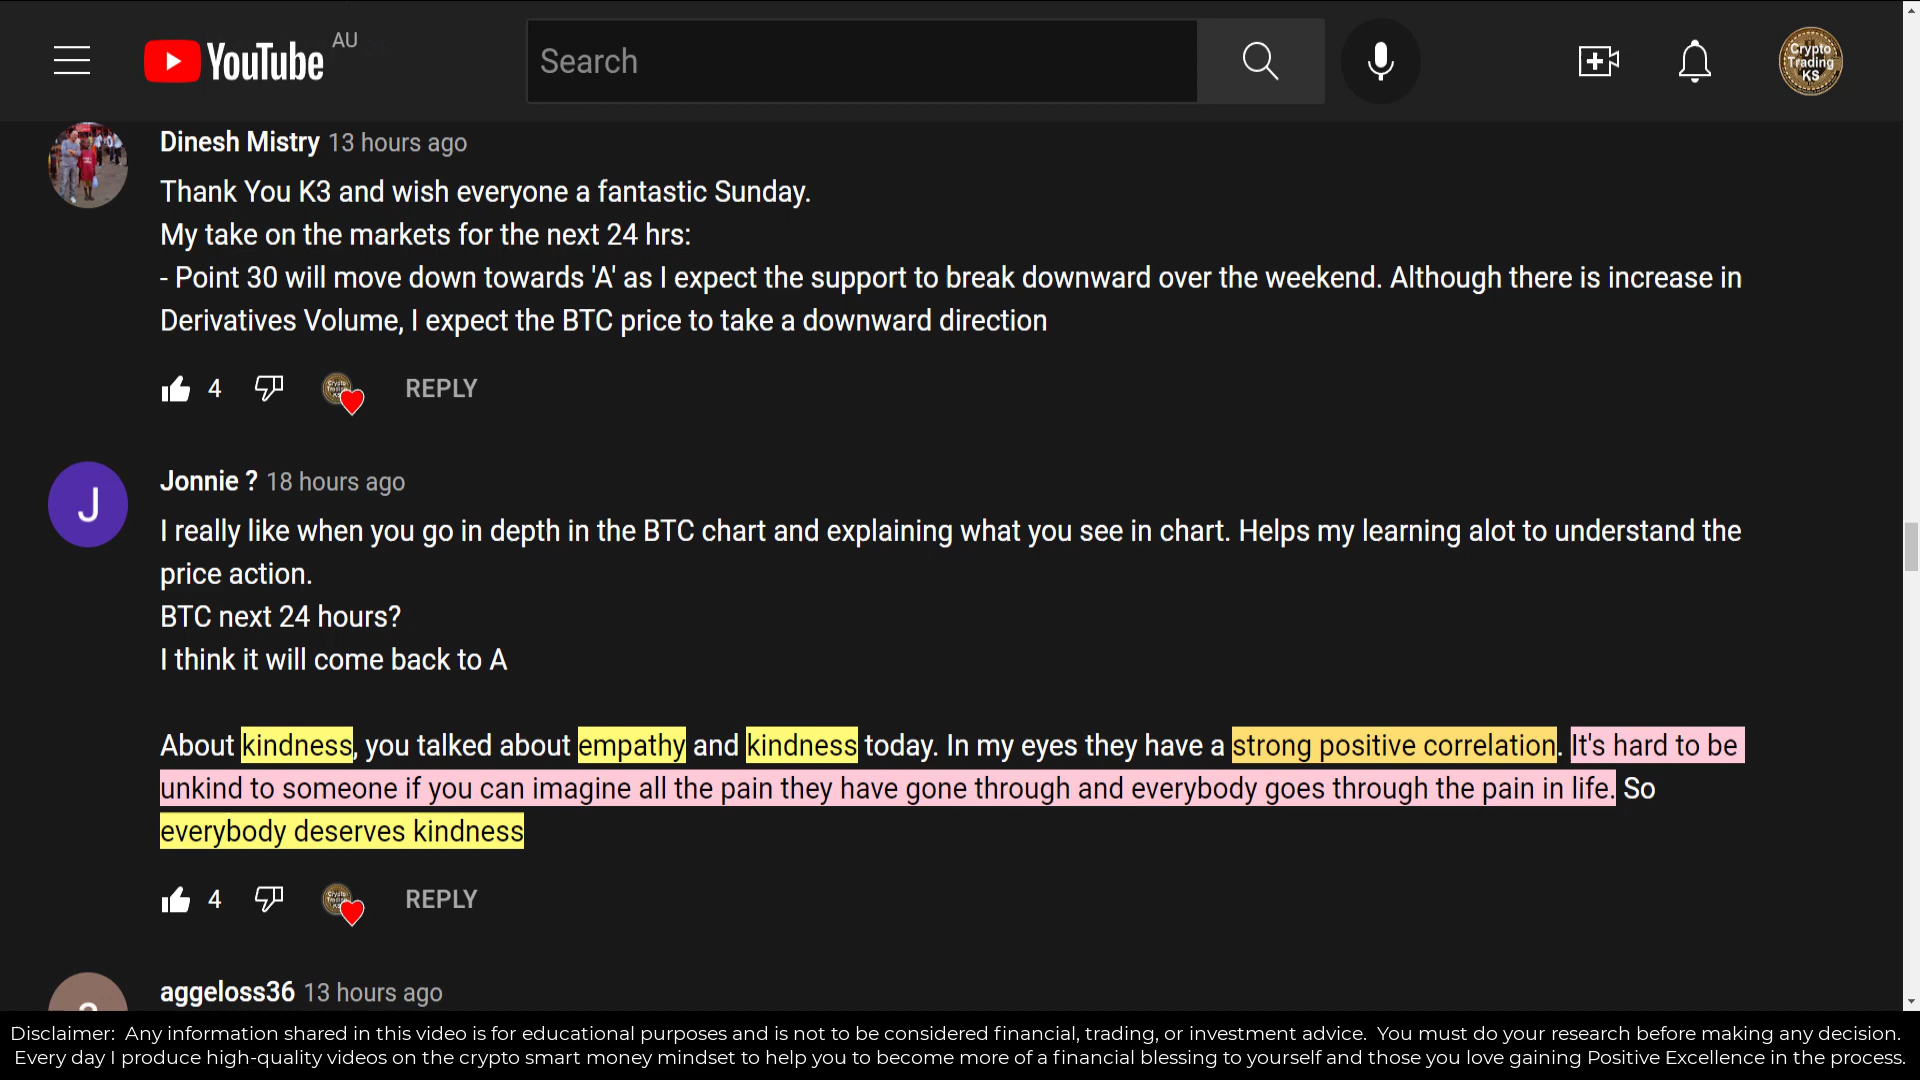 YouTube AU
Search
Crypto
Trading
KS
Dinesh Mistry 13 hours ago
Thank You K3 and wish everyone a fantastic Sunday.
My take on the markets for the next 24 hrs:
- Point 30 will move down towards 'A' as I expect the support to break downward over the weekend. Although there is increase in
Derivatives Volume, I expect the BTC price to take a downward direction
4 REPLY
J
Jonnie ? 18 hours ago
I really like when you go in depth in the BTC chart and explaining what you see in chart. Helps my learning alot to understand the
price action.
BTC next 24 hours?
I think it will come back to A
About kindness, you talked about empathy and kindness today. In my eyes they have a strong positive correlation. It's hard to be
unkind to someone if you can imagine all the pain they have gone through and everybody goes through the pain in life. So
everybody deserves kindness
4 REPLY
aggeloss36 13 hours ago
Disclaimer: Any information shared in this video is for educational purposes and is not to be considered financial, trading, or investment advice. You must do your research before making any decision.
Every day I produce high-quality videos on the crypto smart money mindset to help you to become more of a financial blessing to yourself and those you love gaining Positive Excellence in the process.